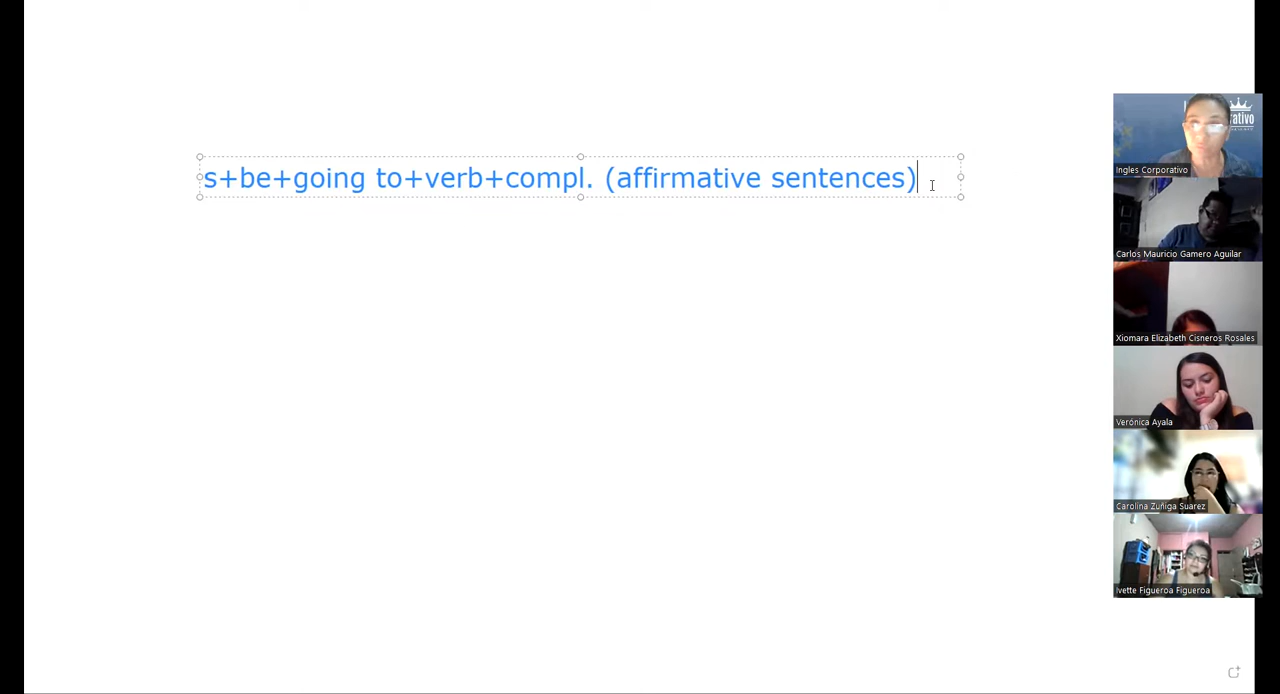 s+be+going to+verb+compl. (affirmative sentences)
rativo
Ingles Corporativo
Carlos Mauricio Gamero Aguilar
Xiomara Elizabeth Cisneros Rosales
Verónica Ayala
Carolina Zuñiga Suarez
Ivette Figueroa Figueroa